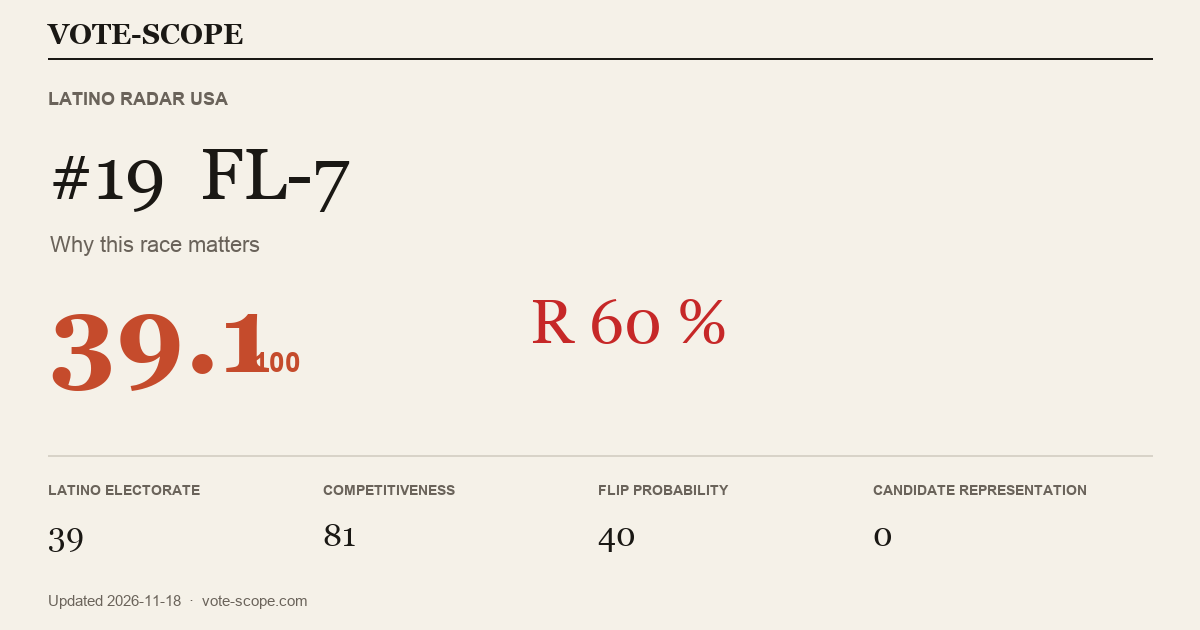 VOTE-SCOPE
LATINO RADAR USA
#19 FL-7
Why this race matters
39.1 100
R 60 %
LATINO ELECTORATE
COMPETITIVENESS
FLIP PROBABILITY
CANDIDATE REPRESENTATION
39
81
40
0
Updated 2026-11-18 · vote-scope.com